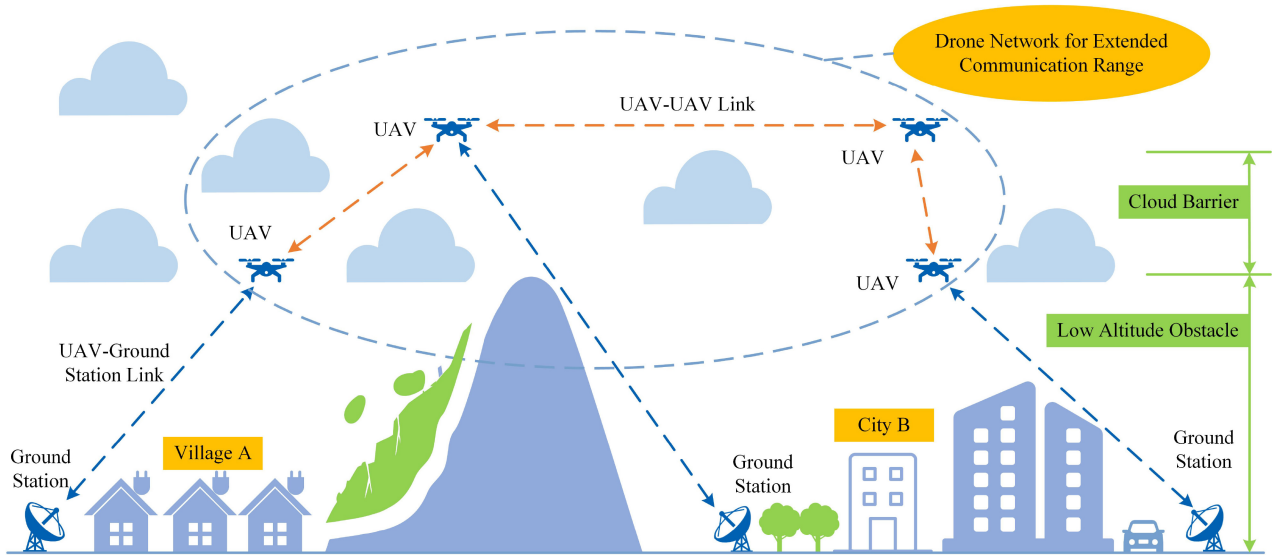 Drone Network for Extended
Communication Range
UAV-UAV Link
UAV
UAV
Cloud Barrier
UAV
UAV
Low Altitude Obstacle
UAV-Ground
Station Link
City B
Village A
Ground
Station
Ground
Station
Ground
Station